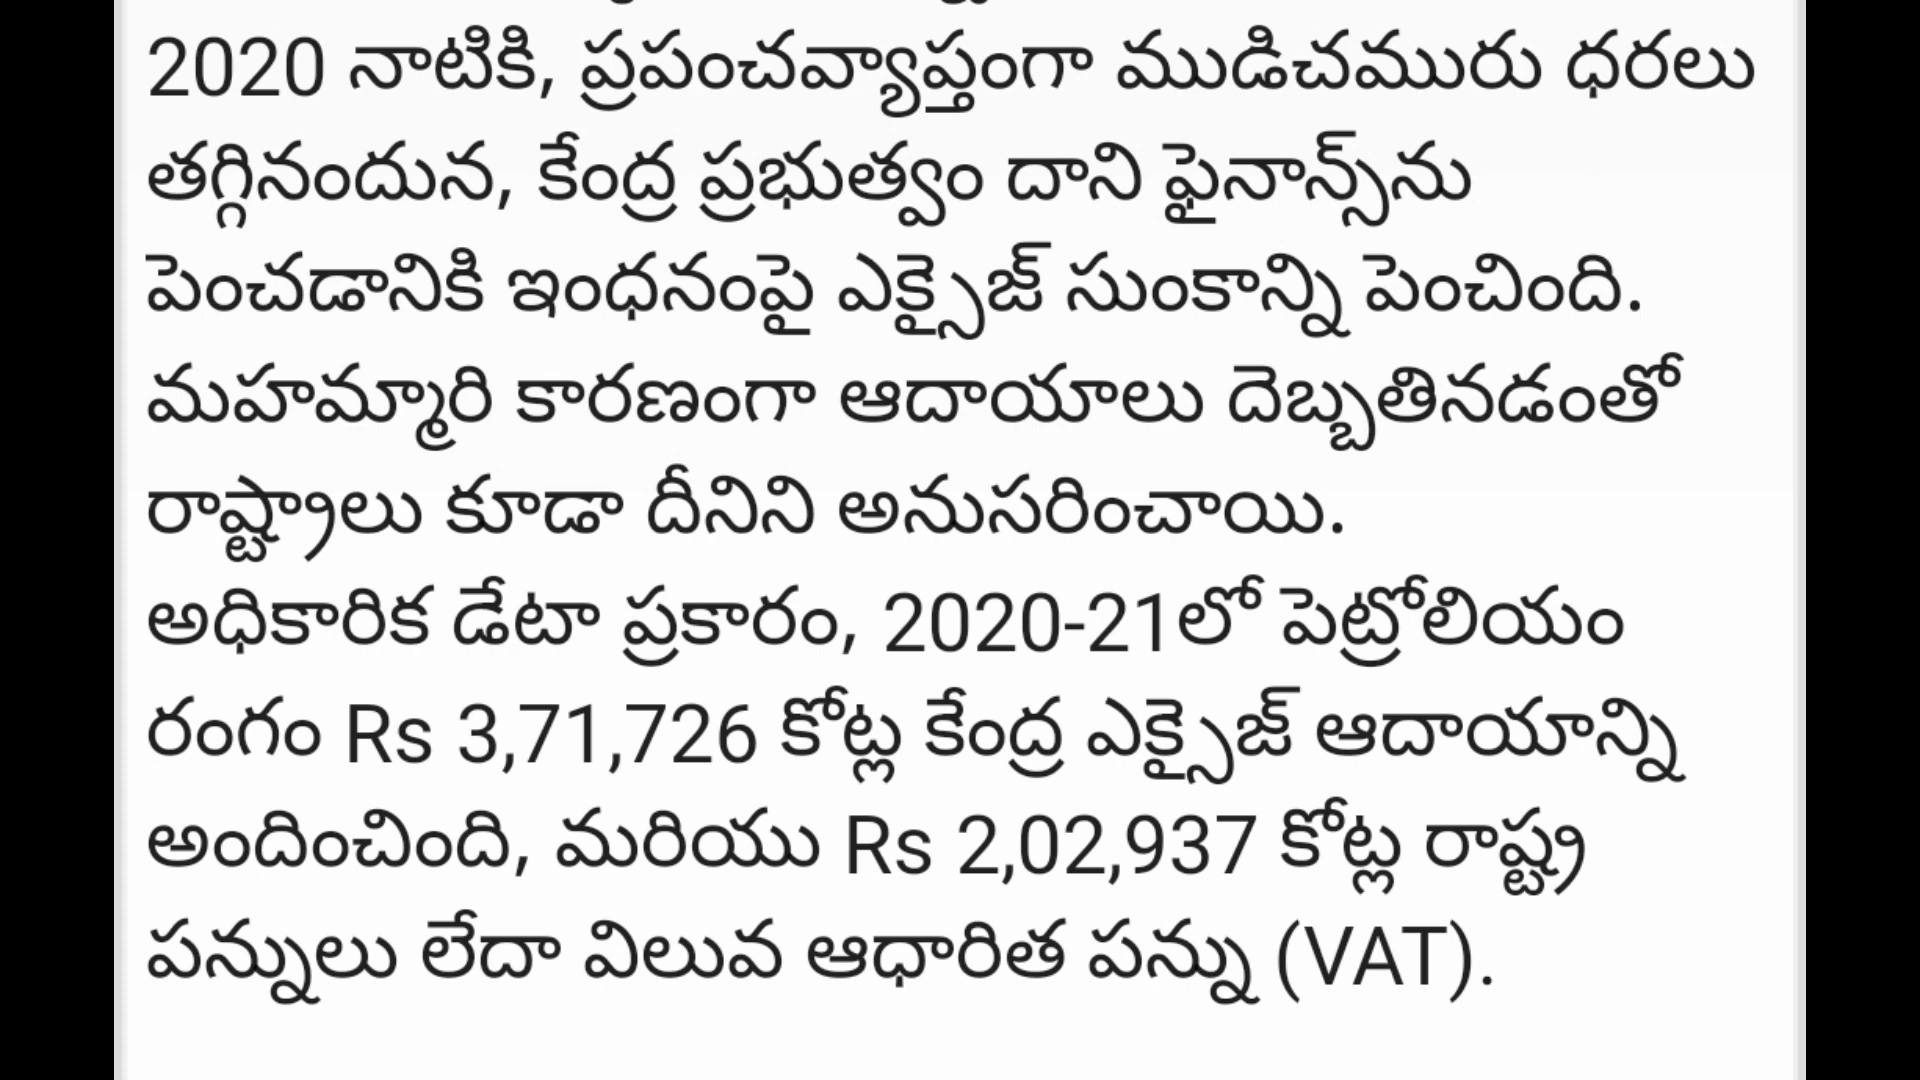 2020 నాటికి, ప్రపంచవ్యాప్తంగా ముడిచమురు ధరలు
తగ్గినందున, కేంద్ర ప్రభుత్వం దాని ఫైనాన్స్‌ను
పెంచడానికి ఇంధనంపై ఎక్సైజ్ సుంకాన్ని పెంచింది.
మహమ్మారి కారణంగా ఆదాయాలు దెబ్బతినడంతో
రాష్ట్రాలు కూడా దీనిని అనుసరించాయి.
అధికారిక డేటా ప్రకారం, 2020-21లో పెట్రోలియం
రంగం Rs 3,71,726 కోట్ల కేంద్ర ఎక్సైజ్ ఆదాయాన్ని
అందించింది, మరియు Rs 2,02,937 కోట్ల రాష్ట్ర
పన్నులు లేదా విలువ ఆధారిత పన్ను (VAT).